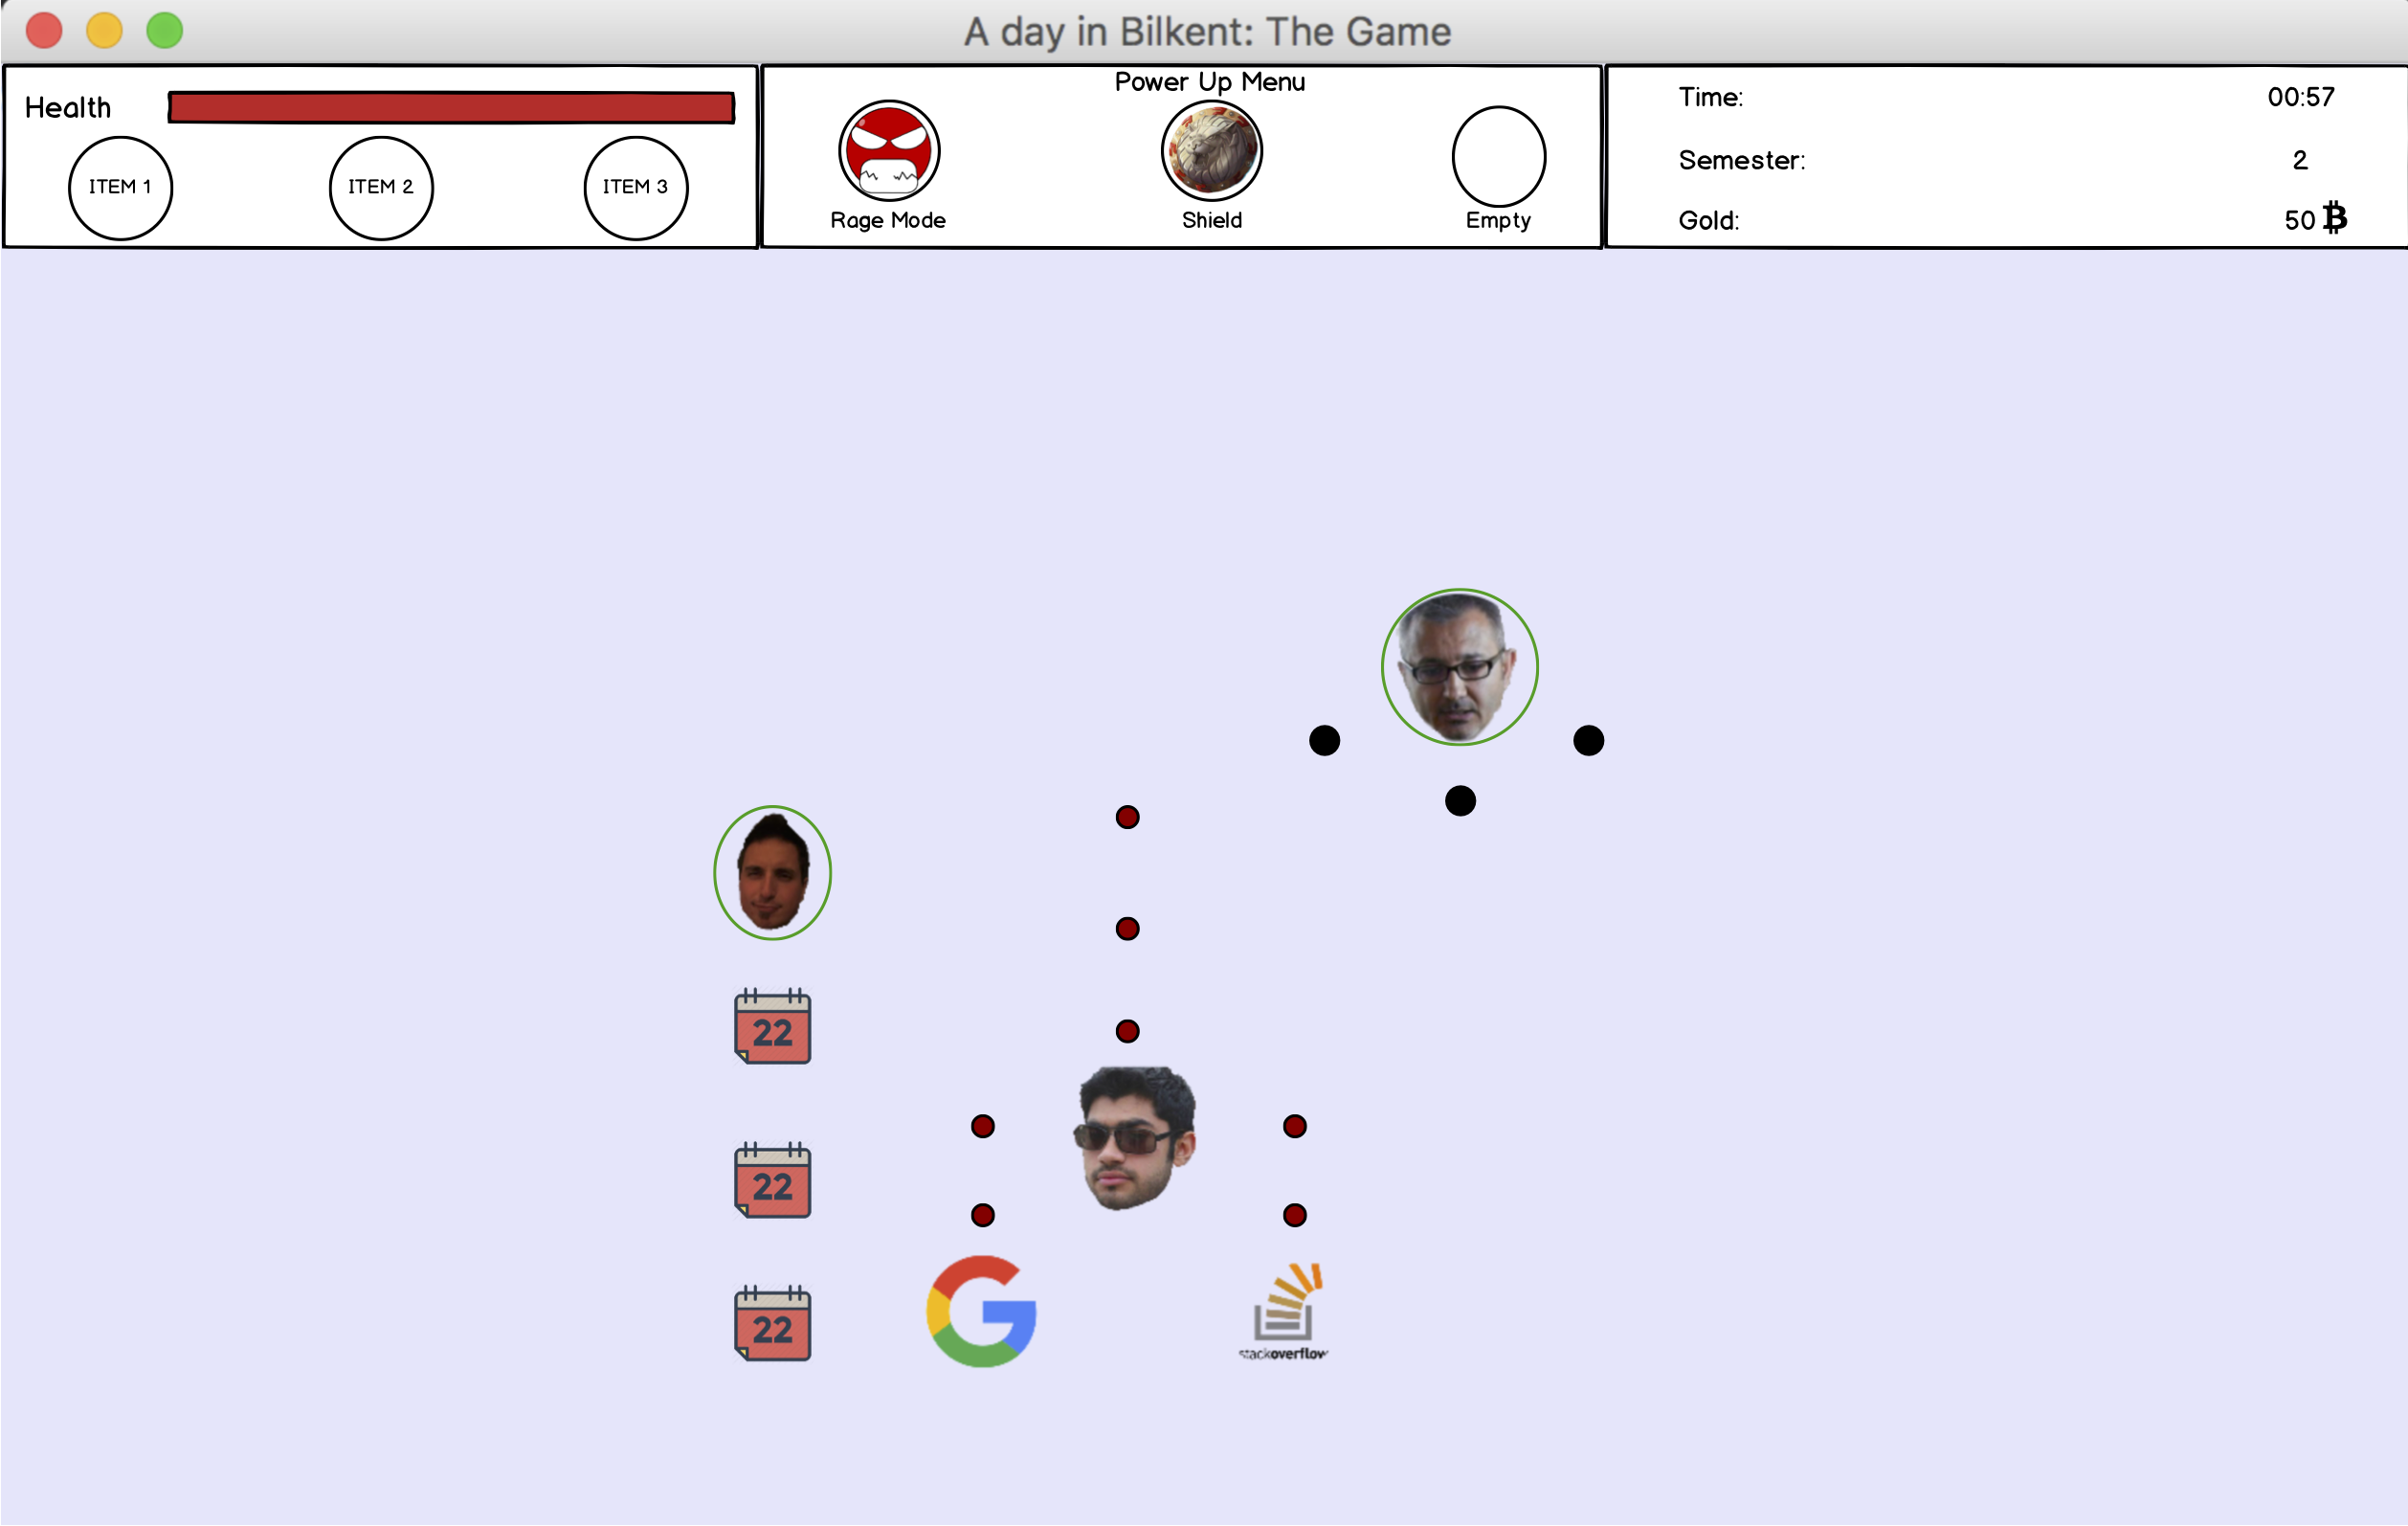 A day in Bilkent: The Game
Health
ITEM 1
ITEM 2
ITEM 3
Power Up Menu
Rage Mode
Shield
Empty
Time: 00:57
Semester: 2
Gold: 50 ₿
22
22
22
stackoverflow